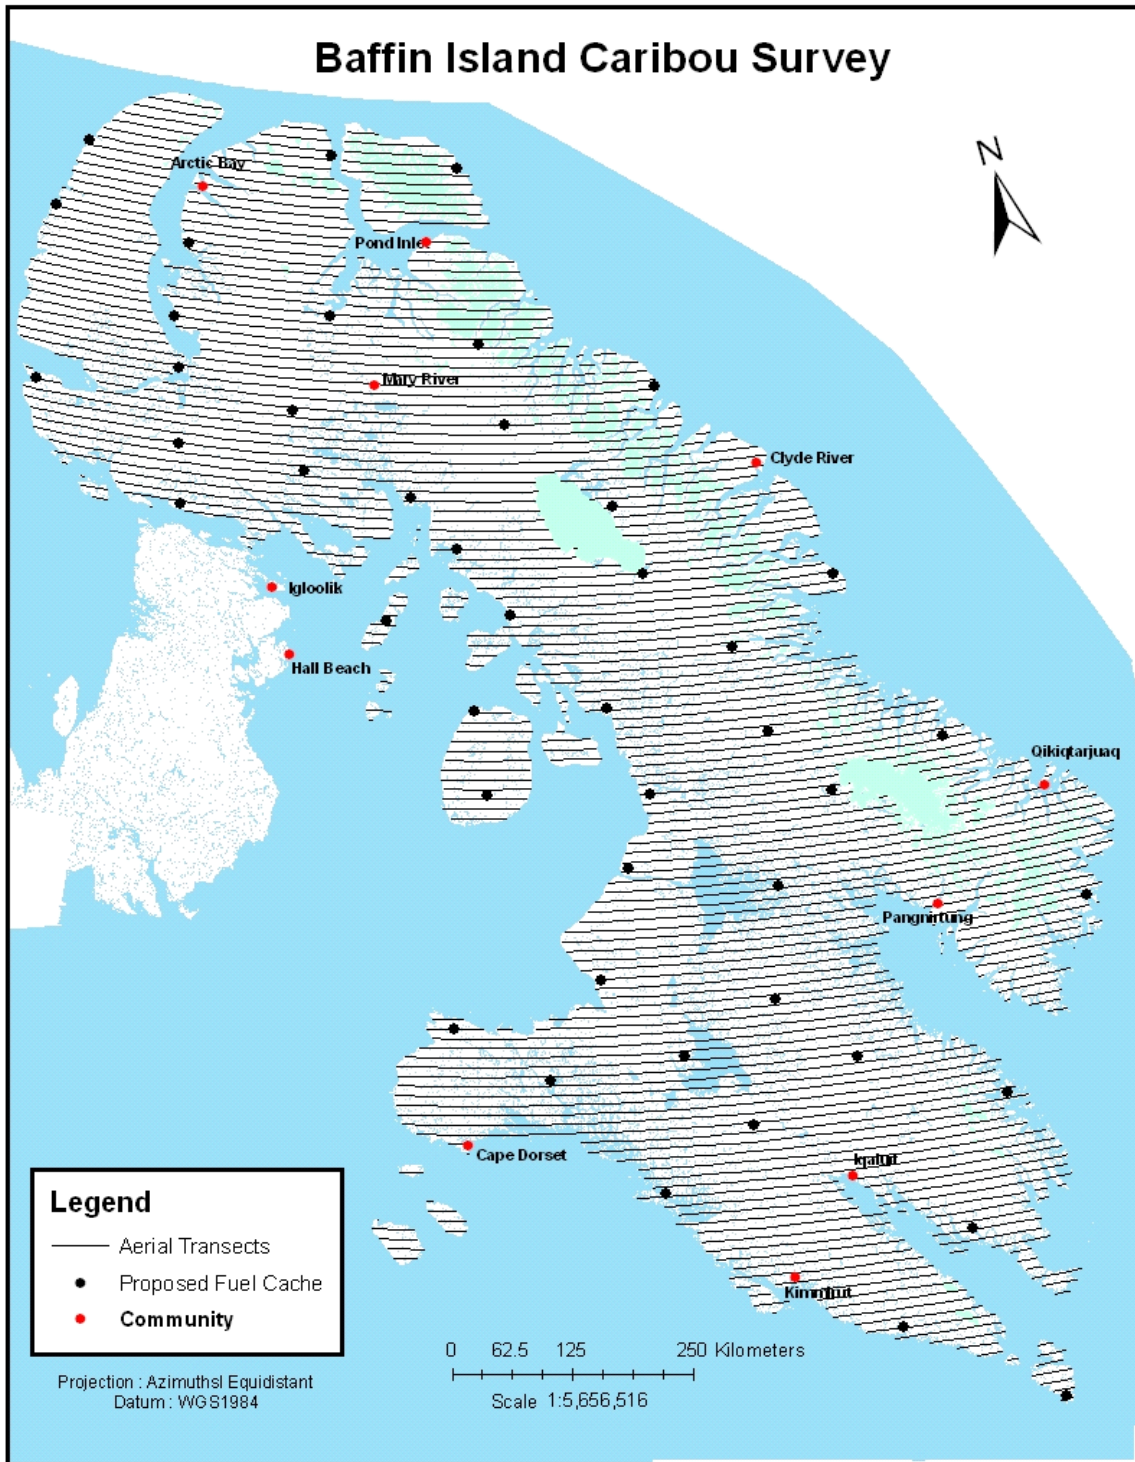 Baffin Island Caribou Survey
N
Arctic Bay
Pond Inlet
Mary River
Clyde River
Igloolik
Hall Beach
Qikiqtarjuaq
Pangnirtung
Cape Dorset
Iqaluit
Kimmirut
Legend
Aerial Transects
Proposed Fuel Cache
Community
0 62.5 125 250 Kilometers
Scale 1:5,656,516
Projection : Azimuthsl Equidistant
Datum : WGS1984